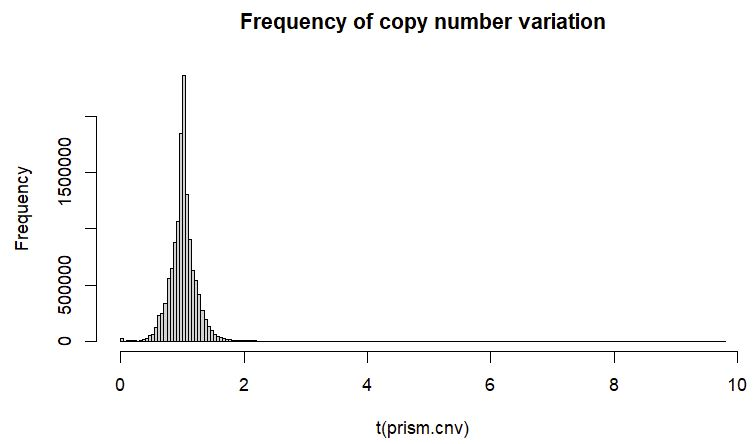 Frequency of copy number variation
Frequency
1500000
500000
0
0 2 4 6 8 10
t(prism.cnv)